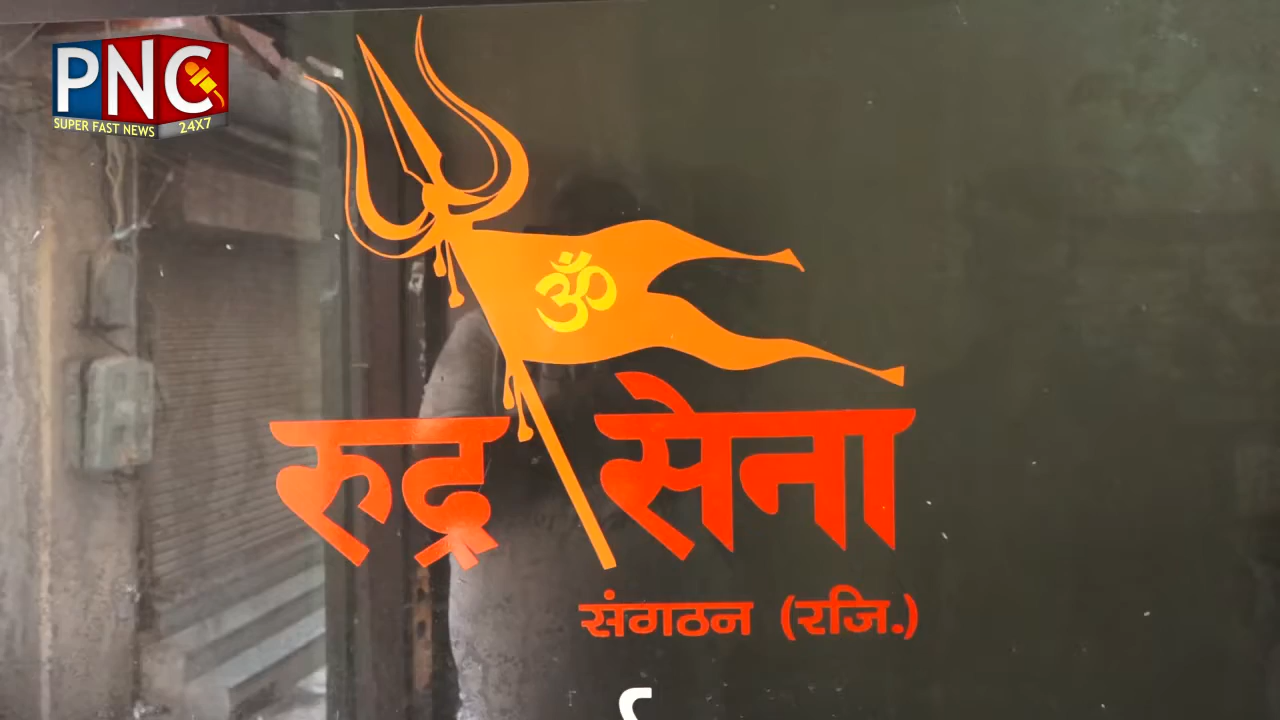 PNC
SUPER FAST NEWS 24X7
ॐ
रुद्र सेना
संगठन (रजि.)